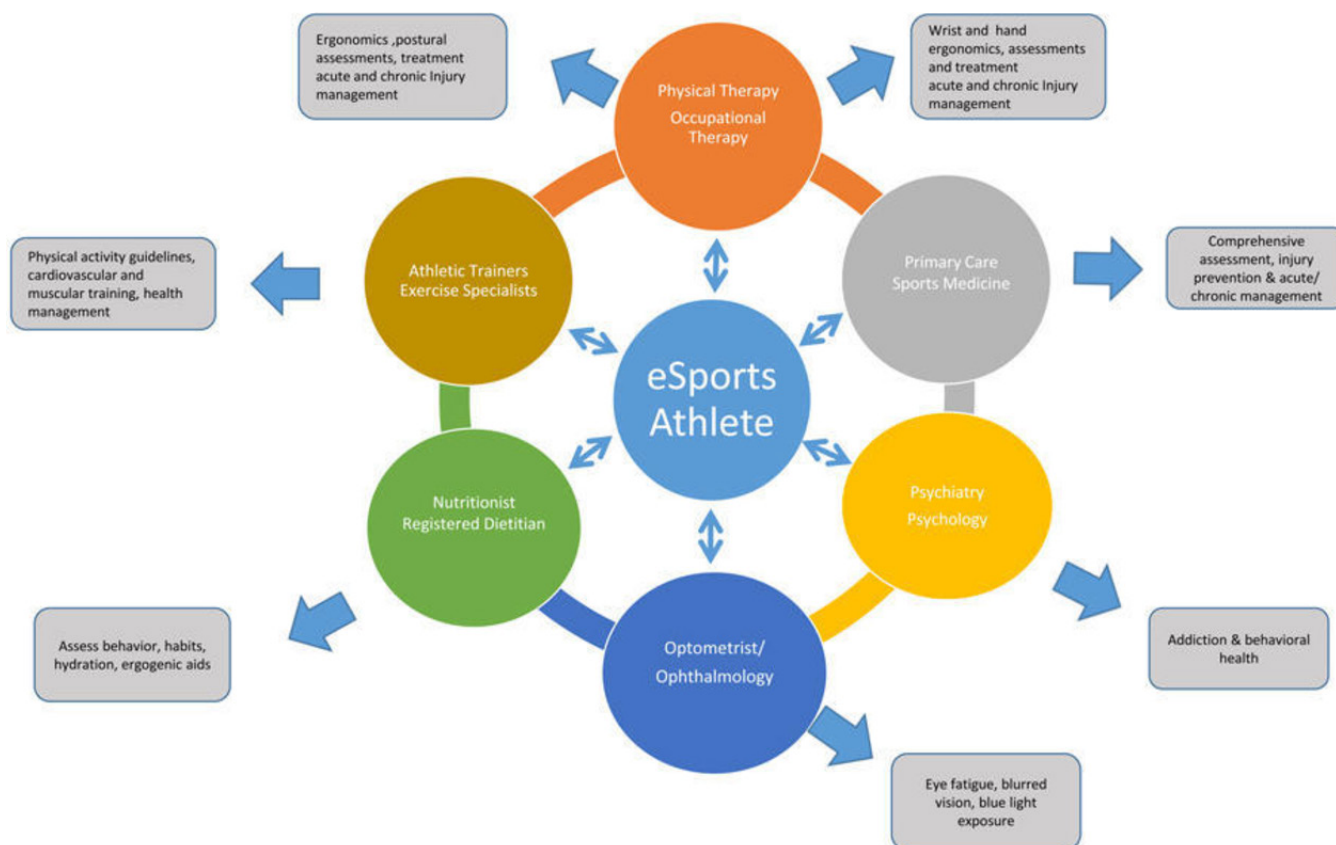 Ergonomics ,postural
assessments, treatment
acute and chronic Injury
management
Physical Therapy
Occupational
Therapy
Wrist and hand
ergonomics, assessments
and treatment
acute and chronic Injury
management
Physical activity guidelines,
cardiovascular and
muscular training, health
management
Athletic Trainers
Exercise Specialists
Primary Care
Sports Medicine
Comprehensive
assessment, injury
prevention & acute/
chronic management
eSports
Athlete
Nutritionist
Registered Dietitian
Psychiatry
Psychology
Assess behavior, habits,
hydration, ergogenic aids
Optometrist/
Ophthalmology
Addiction & behavioral
health
Eye fatigue, blurred
vision, blue light
exposure